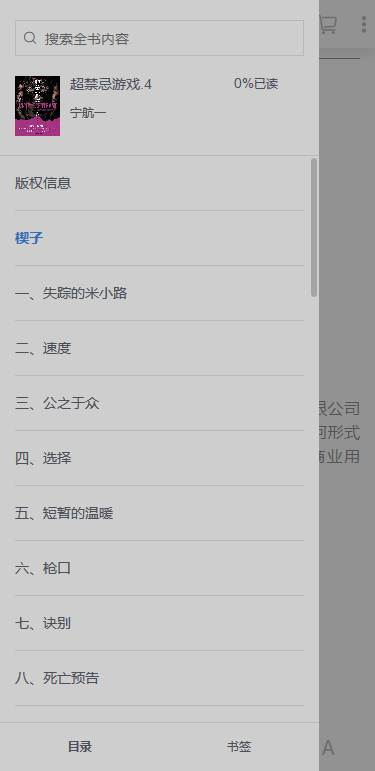 搜索全书内容
超禁忌游戏.4
0%已读
宁航一
版权信息
楔子
一、失踪的米小路
二、速度
三、公之于众
四、选择
五、短暂的温暖
六、枪口
七、诀别
八、死亡预告
限公司
可形式
商业用
目录
书签
A